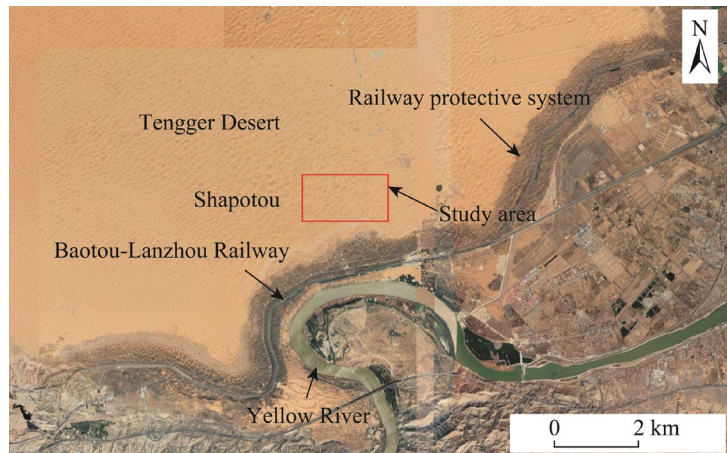 N
Railway protective system
Tengger Desert
Shapotou
Study area
Baotou-Lanzhou Railway
Yellow River
0 2 km